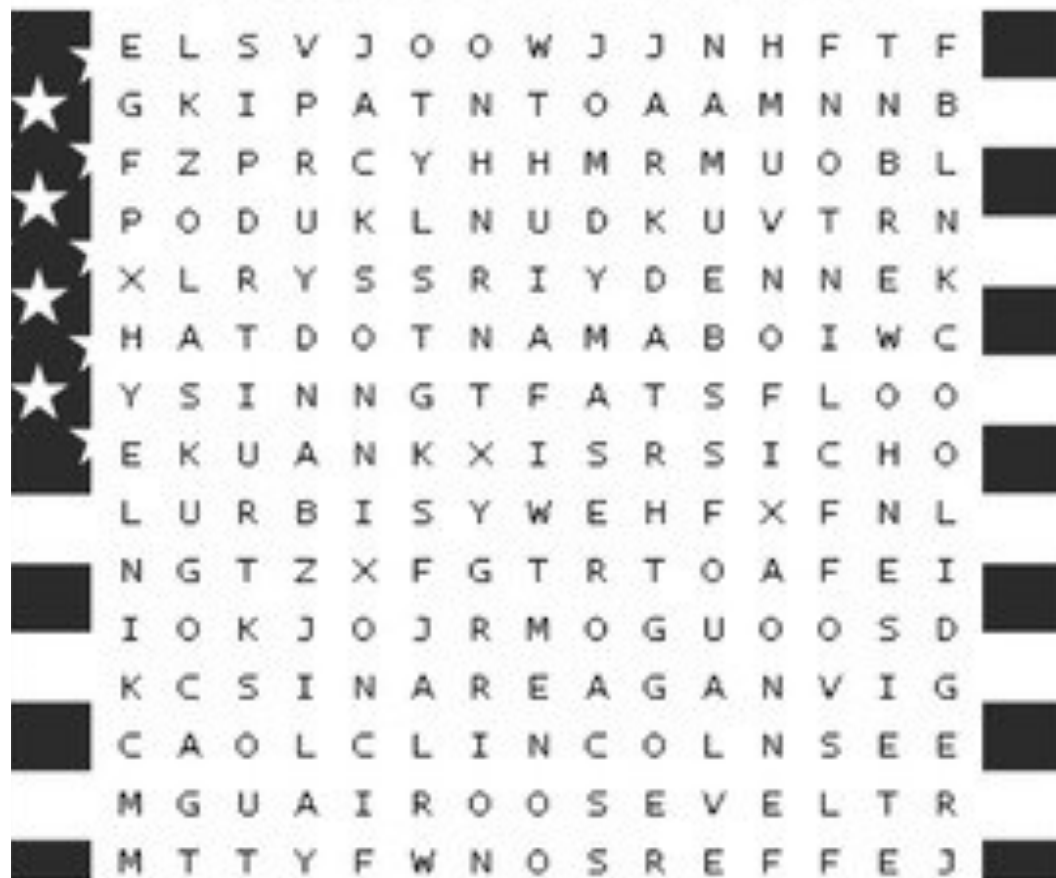 E L S V J O O W J J N H F T F
G K I P A T N T O A A M N N B
F Z P R C Y H H M R M U O B L
P O D U K L N U D K U V T R N
X L R Y S S R I Y D E N N E K
H A T D O T N A M A B O I W C
Y S I N N G T F A T S F L O O
E K U A N K X I S R S I C H O
L U R B I S Y W E H F X F N L
N G T Z X F G T R T O A F E I
I O K J O J R M O G U O O S D
K C S I N A R E A G A N V I G
C A O L C L I N C O L N S E E
M G U A I R O O S E V E L T R
M T T Y F W N O S R E F F E J